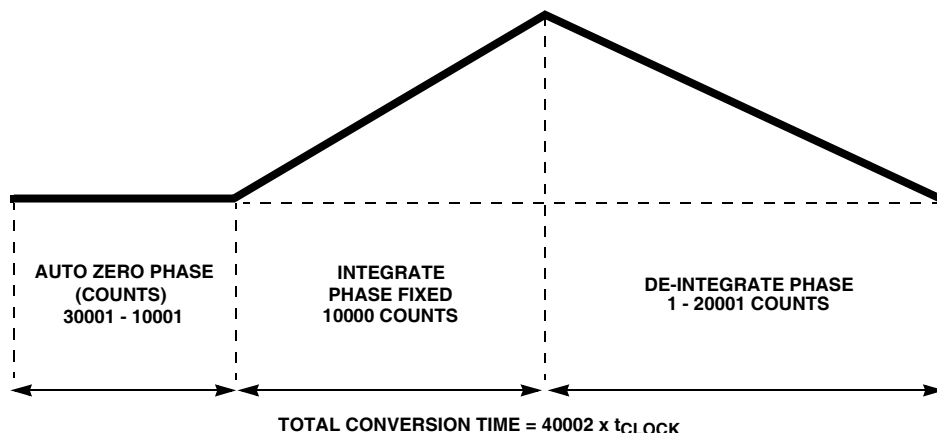 AUTO ZERO PHASE
(COUNTS)
30001 - 10001
INTEGRATE
PHASE FIXED
10000 COUNTS
DE-INTEGRATE PHASE
1 - 20001 COUNTS
TOTAL CONVERSION TIME = 40002 x tCLOCK